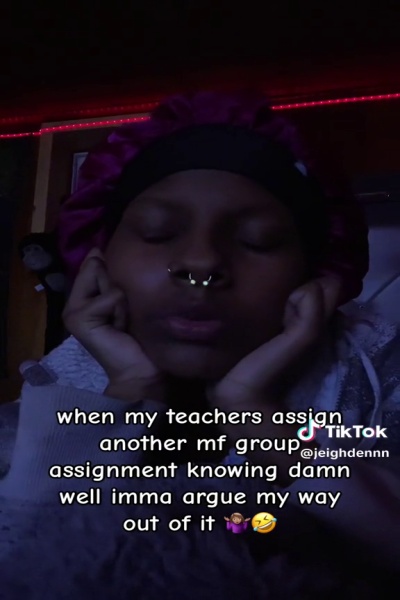 when my teachers assign
another mf group
assignment knowing damn
well imma argue my way
out of it 🤷🏽‍♀️🤣
TikTok
@jeighdennn